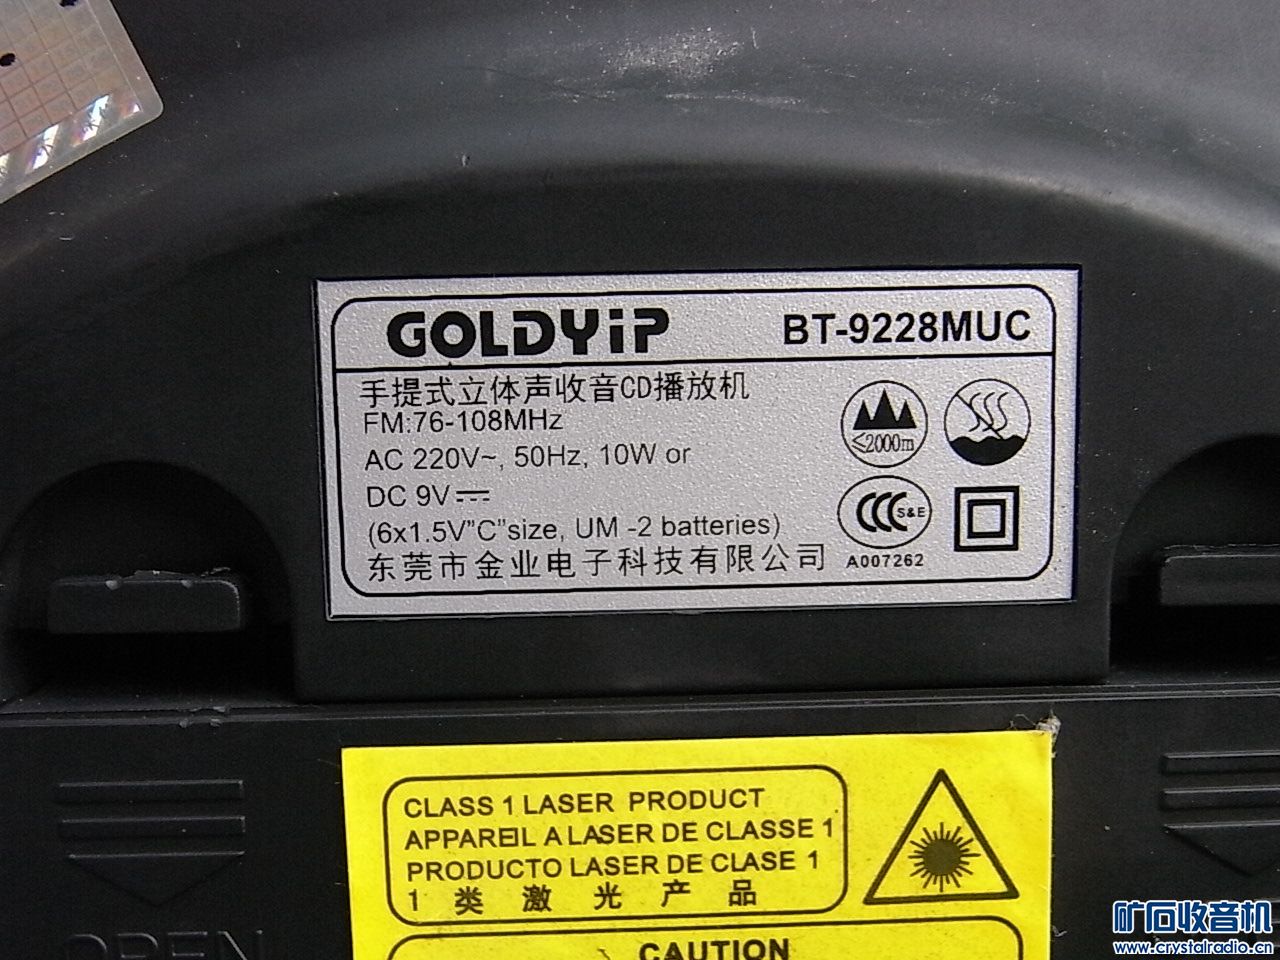 GOLDYiP
BT-9228MUC
手提式立体声收音CD播放机
FM:76-108MHz
AC 220V~, 50Hz, 10W or
DC 9V
(6x1.5V"C"size, UM -2 batteries)
东莞市金业电子科技有限公司
≤2000m
CCC S&E
A007262
CLASS 1 LASER PRODUCT
APPAREIL A LASER DE CLASSE 1
PRODUCTO LASER DE CLASE 1
1 类 激 光 产 品
CAUTION
OPEN
矿石收音机
www.crystalradio.cn